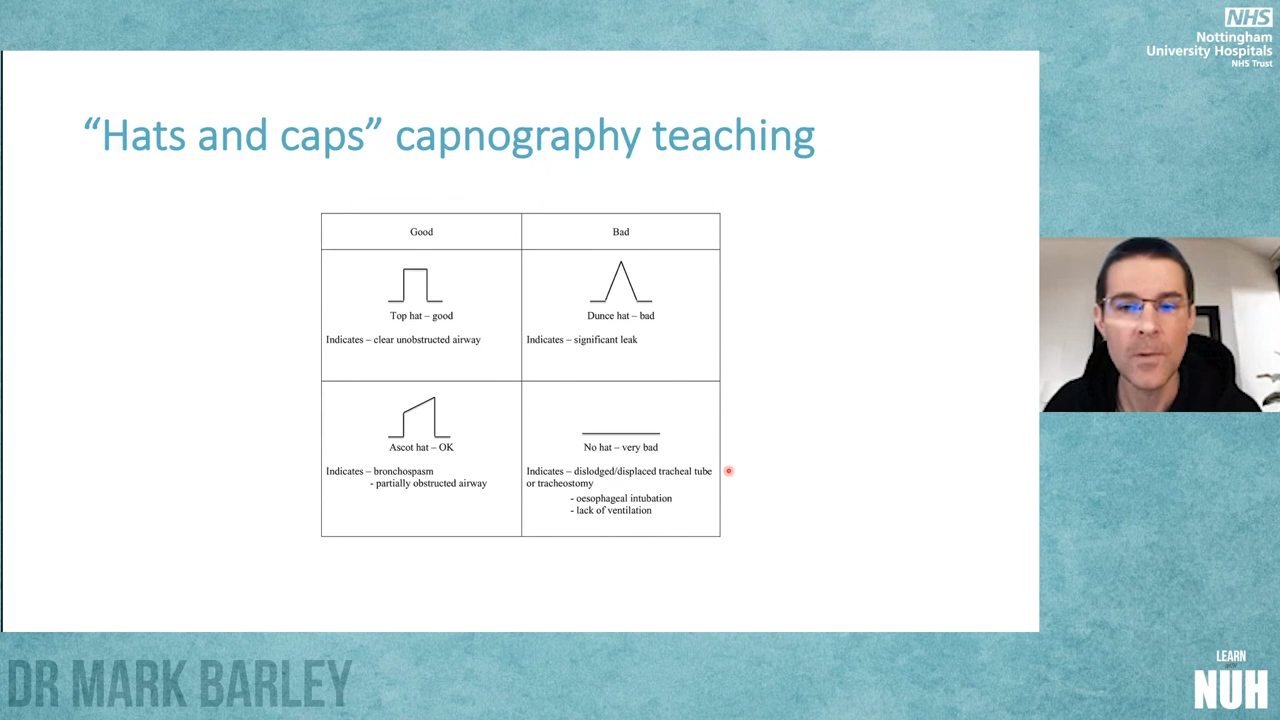 NHS
Nottingham
University Hospitals
NHS Trust
“Hats and caps” capnography teaching
Good
Bad
Top hat – good
Indicates – clear unobstructed airway
Dunce hat – bad
Indicates – significant leak
Ascot hat – OK
Indicates – bronchospasm
- partially obstructed airway
No hat – very bad
Indicates – dislodged/displaced tracheal tube
or tracheostomy
- oesophageal intubation
- lack of ventilation
DR MARK BARLEY
LEARN
NUH